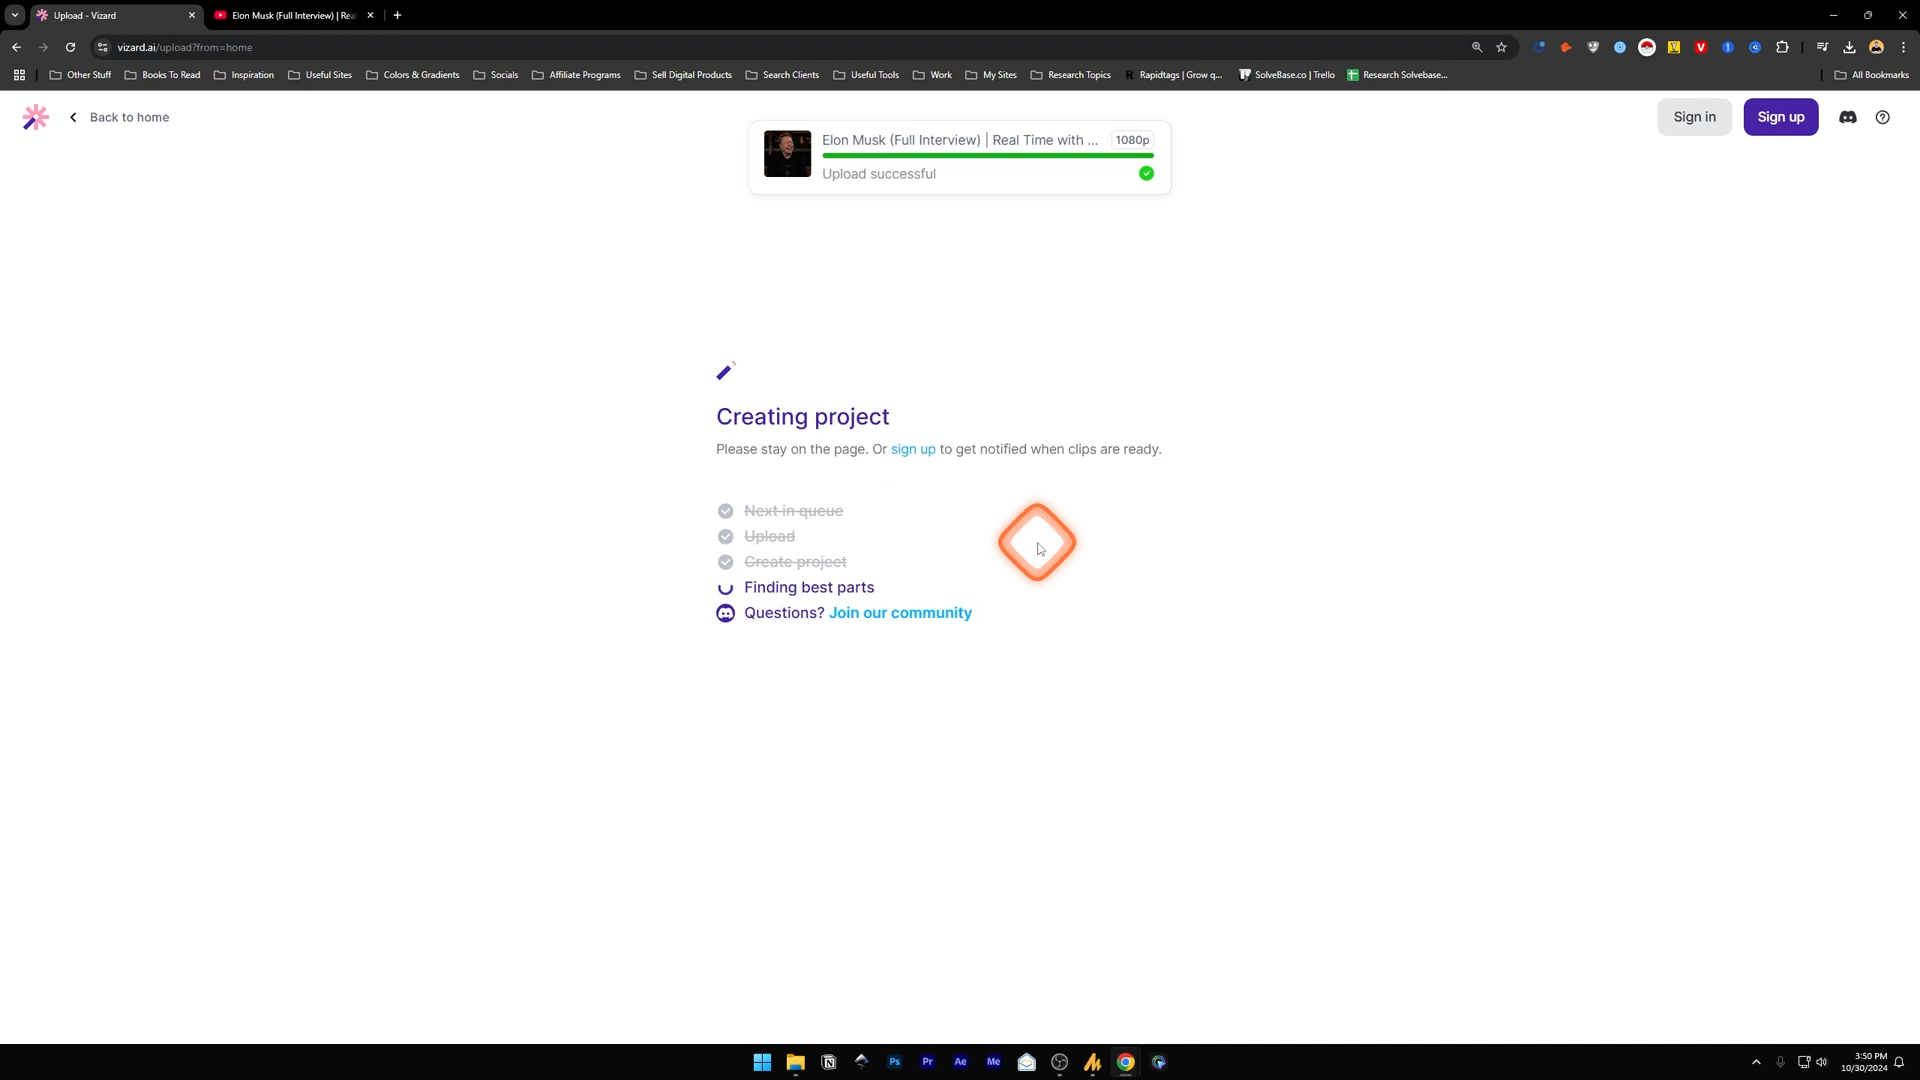 Upload - Vizard
Elon Musk (Full Interview) | Real
vizard.ai/upload?from=home
Other Stuff
Books To Read
Inspiration
Useful Sites
Colors & Gradients
Socials
Affiliate Programs
Sell Digital Products
Search Clients
Useful Tools
Work
My Sites
Research Topics
R Rapidtags | Grow q...
SolveBase.co | Trello
Research Solvebase...
All Bookmarks
Back to home
Sign in
Sign up
Elon Musk (Full Interview) | Real Time with ... 1080p
Upload successful
Creating project
Please stay on the page. Or sign up to get notified when clips are ready.
Next in queue
Upload
Create project
Finding best parts
Questions? Join our community
Ps
Pr
Ae
Me
3:50 PM
10/30/2024